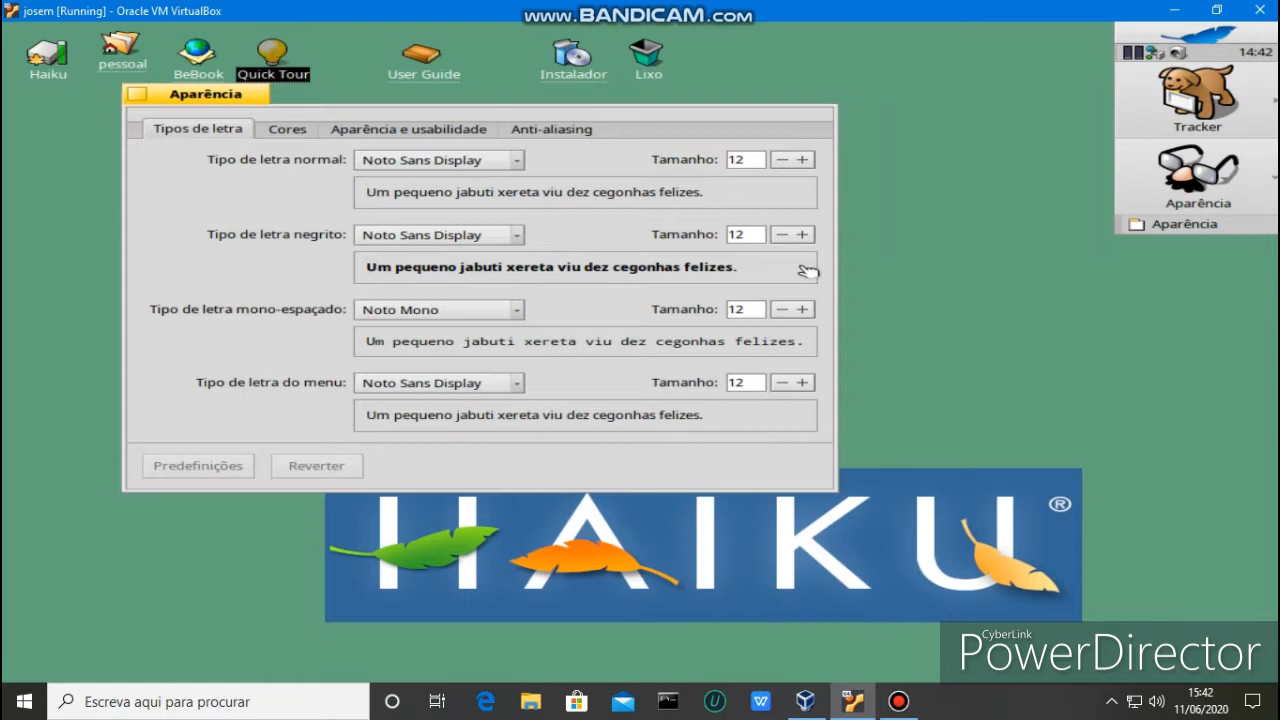 josem [Running] - Oracle VM VirtualBox
www.BANDICAM.com
Haiku
pessoal
BeBook
Quick Tour
User Guide
Instalador
Lixo
14:42
Tracker
Aparência
Aparência
Aparência
Tipos de letra
Cores
Aparência e usabilidade
Anti-aliasing
Tipo de letra normal:
Noto Sans Display
Tamanho:
12
Um pequeno jabuti xereta viu dez cegonhas felizes.
Tipo de letra negrito:
Noto Sans Display
Tamanho:
12
Um pequeno jabuti xereta viu dez cegonhas felizes.
Tipo de letra mono-espaçado:
Noto Mono
Tamanho:
12
Um pequeno jabuti xereta viu dez cegonhas felizes.
Tipo de letra do menu:
Noto Sans Display
Tamanho:
12
Um pequeno jabuti xereta viu dez cegonhas felizes.
Predefinições
Reverter
HAIKU®
CyberLink
PowerDirector
Escreva aqui para procurar
15:42
11/06/2020